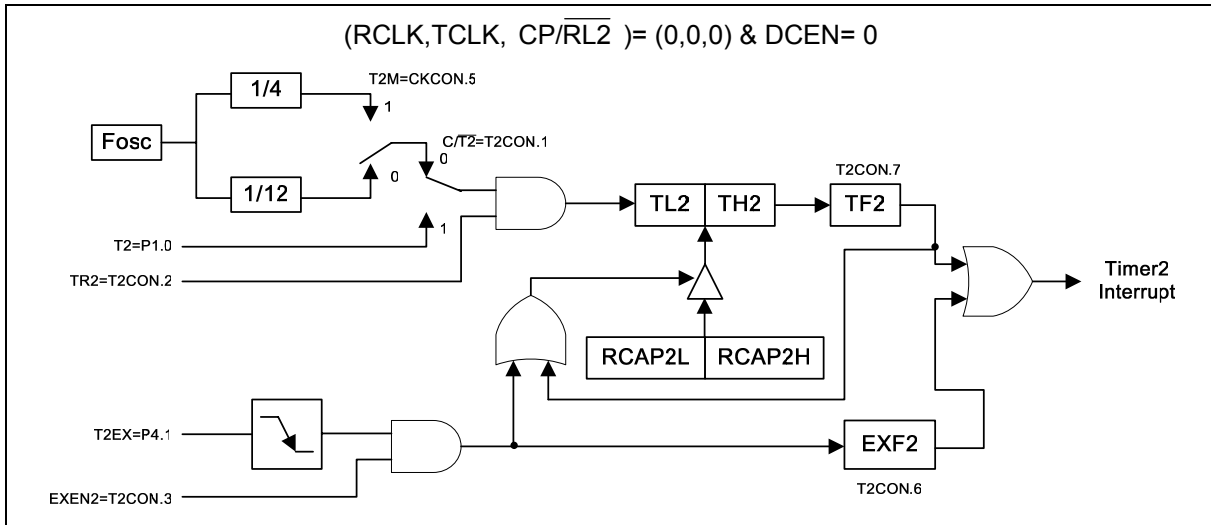 (RCLK,TCLK, CP/RL2 )= (0,0,0) & DCEN= 0
T2M=CKCON.5
1/4
1
Fosc
C/T2=T2CON.1
0
0
1/12
T2CON.7
TL2
TH2
TF2
1
T2=P1.0
TR2=T2CON.2
Timer2
Interrupt
RCAP2L
RCAP2H
T2EX=P4.1
EXF2
EXEN2=T2CON.3
T2CON.6